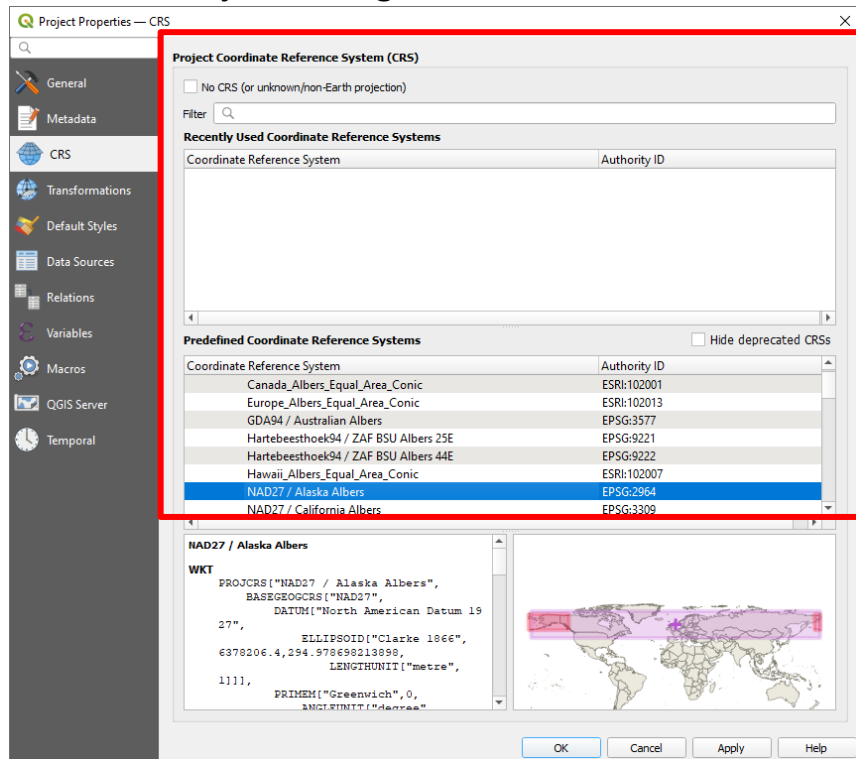 Project Properties — CRS
General
Metadata
CRS
Transformations
Default Styles
Data Sources
Relations
Variables
Macros
QGIS Server
Temporal
Project Coordinate Reference System (CRS)
No CRS (or unknown/non-Earth projection)
Filter
Recently Used Coordinate Reference Systems
Coordinate Reference System Authority ID
Predefined Coordinate Reference Systems Hide deprecated CRSs
Coordinate Reference System Authority ID
Canada_Albers_Equal_Area_Conic ESRI:102001
Europe_Albers_Equal_Area_Conic ESRI:102013
GDA94 / Australian Albers EPSG:3577
Hartebeesthoek94 / ZAF BSU Albers 25E EPSG:9221
Hartebeesthoek94 / ZAF BSU Albers 44E EPSG:9222
Hawaii_Albers_Equal_Area_Conic ESRI:102007
NAD27 / Alaska Albers EPSG:2964
NAD27 / California Albers EPSG:3309
NAD27 / Alaska Albers
WKT
PROJCRS["NAD27 / Alaska Albers",
BASEGEOGCRS["NAD27",
DATUM["North American Datum 19
27",
ELLIPSOID["Clarke 1866",
6378206.4,294.978698213898,
LENGTHUNIT["metre",
1]]],
PRIMEM["Greenwich",0,
ANGLEUNIT["degree"
OK Cancel Apply Help